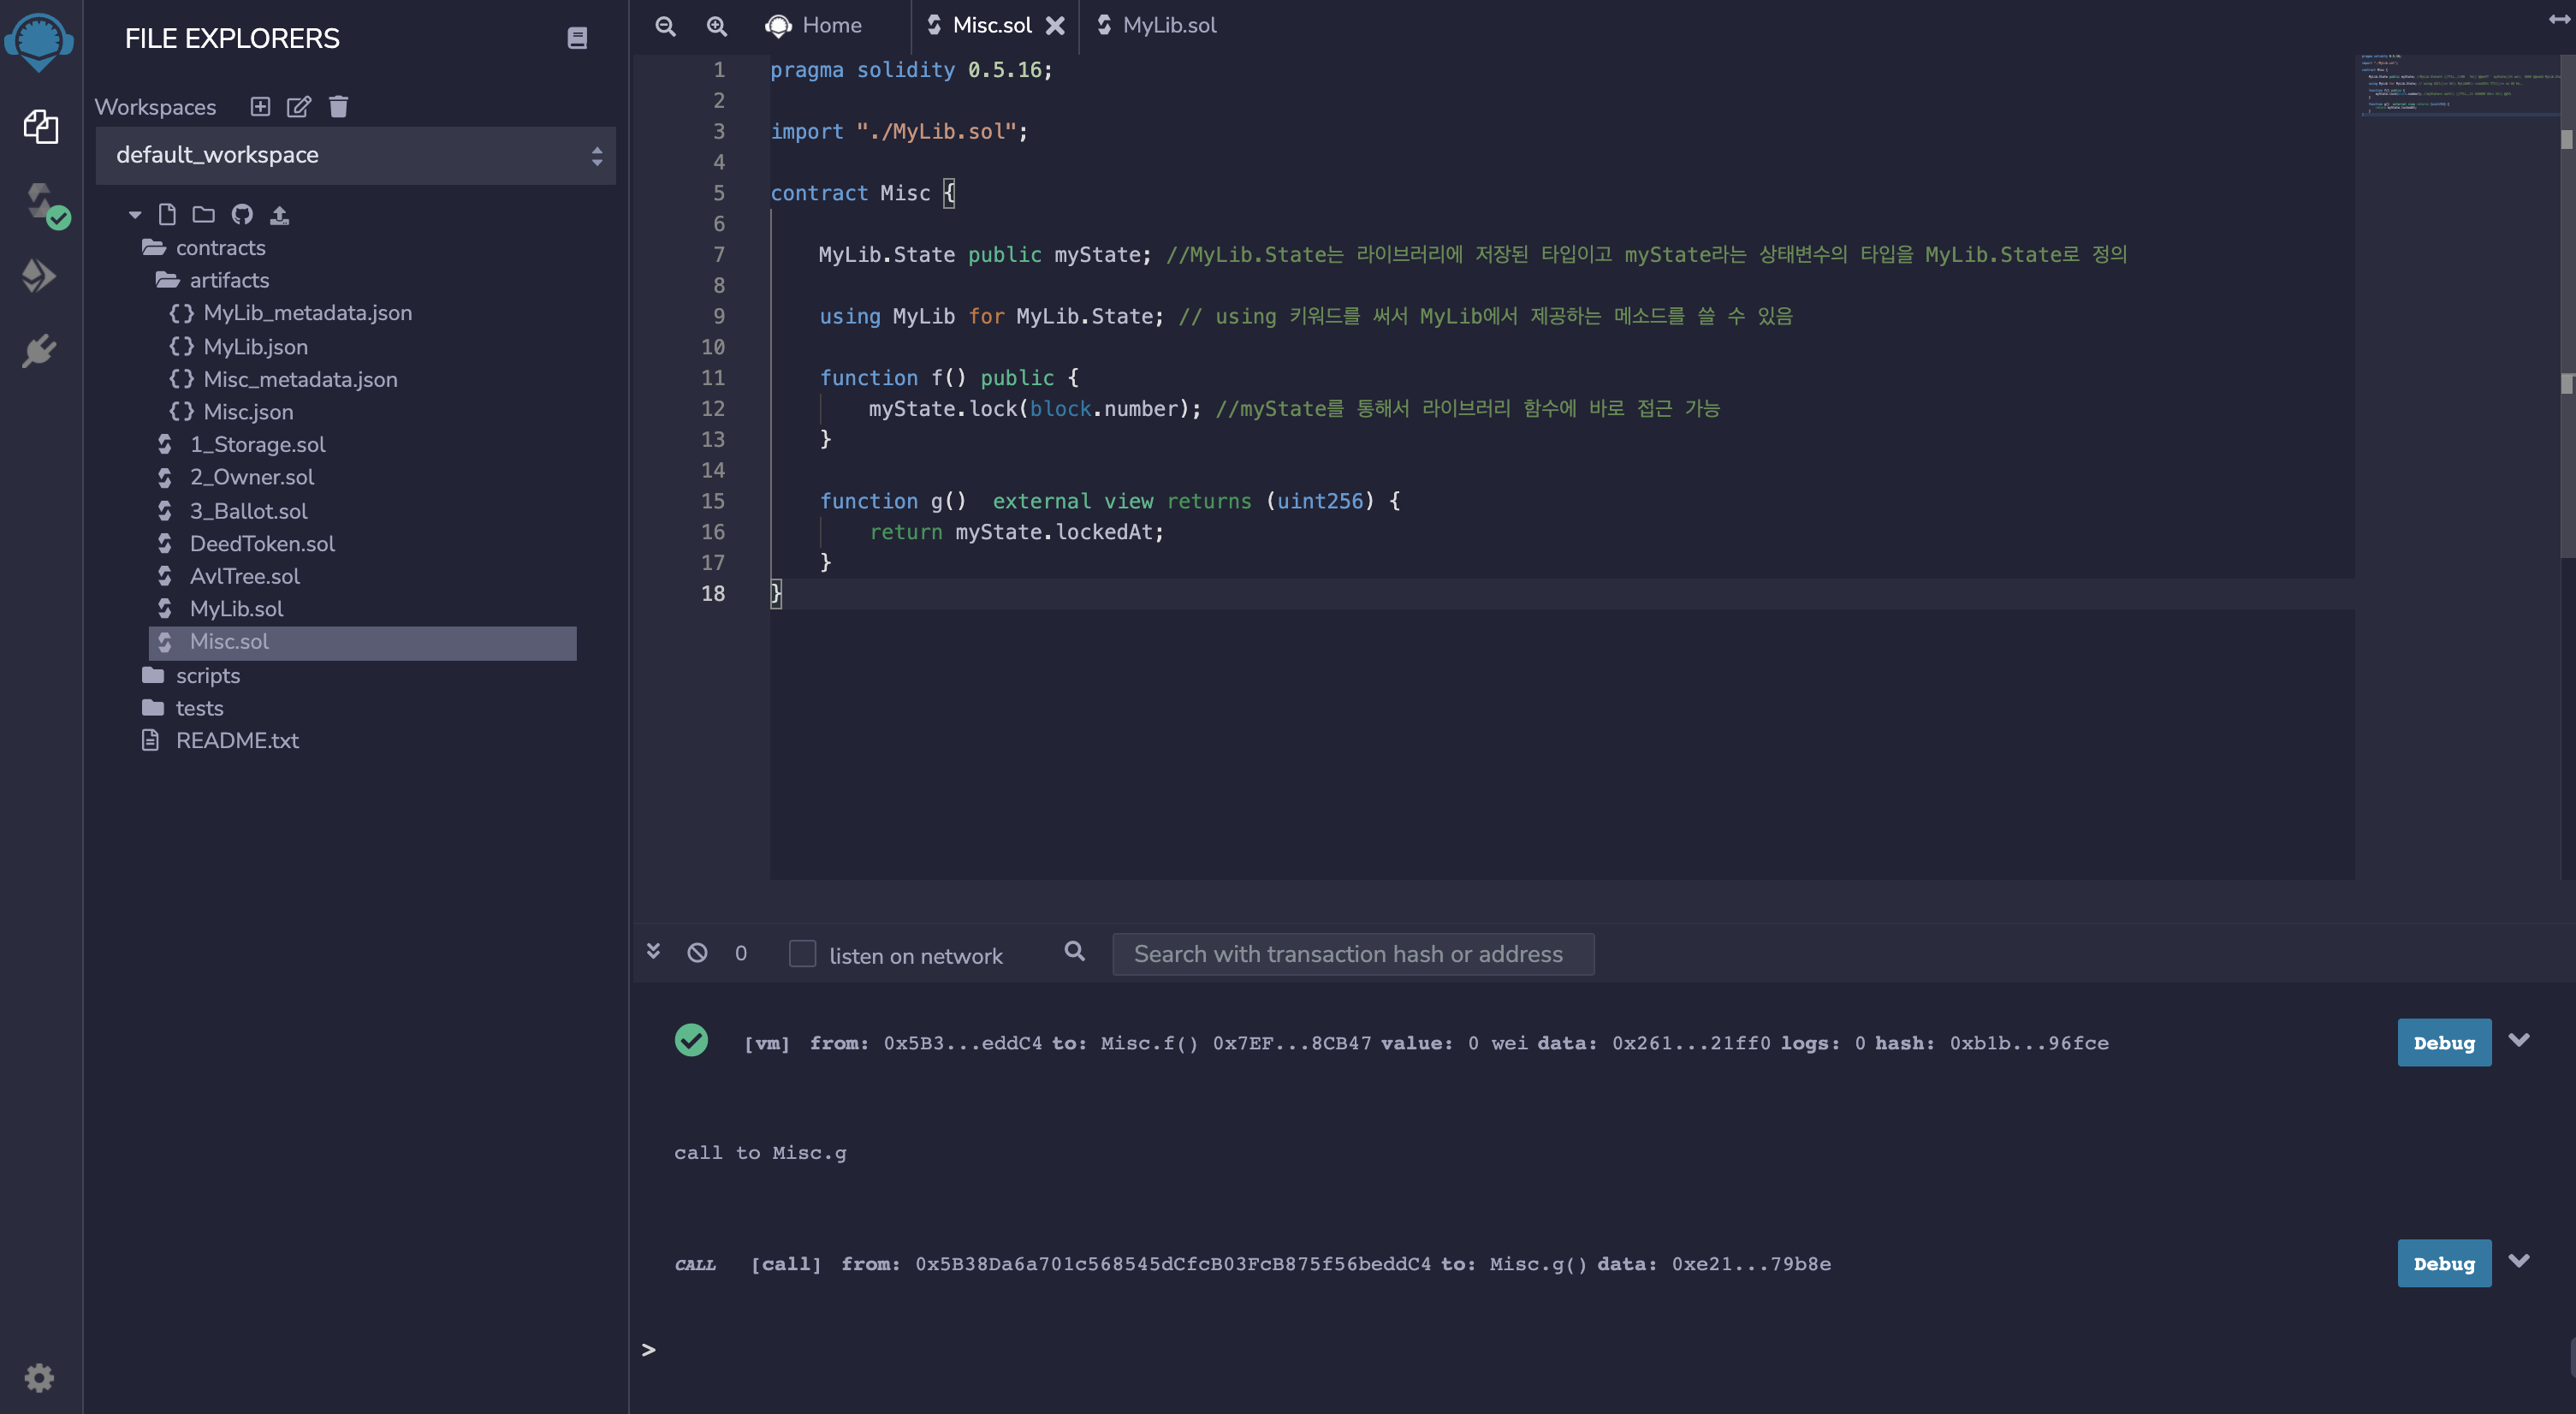 FILE EXPLORERS
Workspaces
default_workspace
contracts
artifacts
{} MyLib_metadata.json
{} MyLib.json
{} Misc_metadata.json
{} Misc.json
1_Storage.sol
2_Owner.sol
3_Ballot.sol
DeedToken.sol
AvlTree.sol
MyLib.sol
Misc.sol
scripts
tests
README.txt
Home
Misc.sol
MyLib.sol
1 pragma solidity 0.5.16;
2
3 import "./MyLib.sol";
4
5 contract Misc {
6
7 MyLib.State public myState; //MyLib.State는 라이브러리에 저장된 타입이고 myState라는 상태변수의 타입을 MyLib.State로 정의
8
9 using MyLib for MyLib.State; // using 키워드를 써서 MyLib에서 제공하는 메소드를 쓸 수 있음
10
11 function f() public {
12 myState.lock(block.number); //myState를 통해서 라이브러리 함수에 바로 접근 가능
13 }
14
15 function g()  external view returns (uint256) {
16 return myState.lockedAt;
17 }
18 }
0
listen on network
Search with transaction hash or address
[vm] from: 0x5B3...eddC4 to: Misc.f() 0x7EF...8CB47 value: 0 wei data: 0x261...21ff0 logs: 0 hash: 0xb1b...96fce
Debug
call to Misc.g
CALL [call] from: 0x5B38Da6a701c568545dCfcB03FcB875f56beddC4 to: Misc.g() data: 0xe21...79b8e
Debug
>